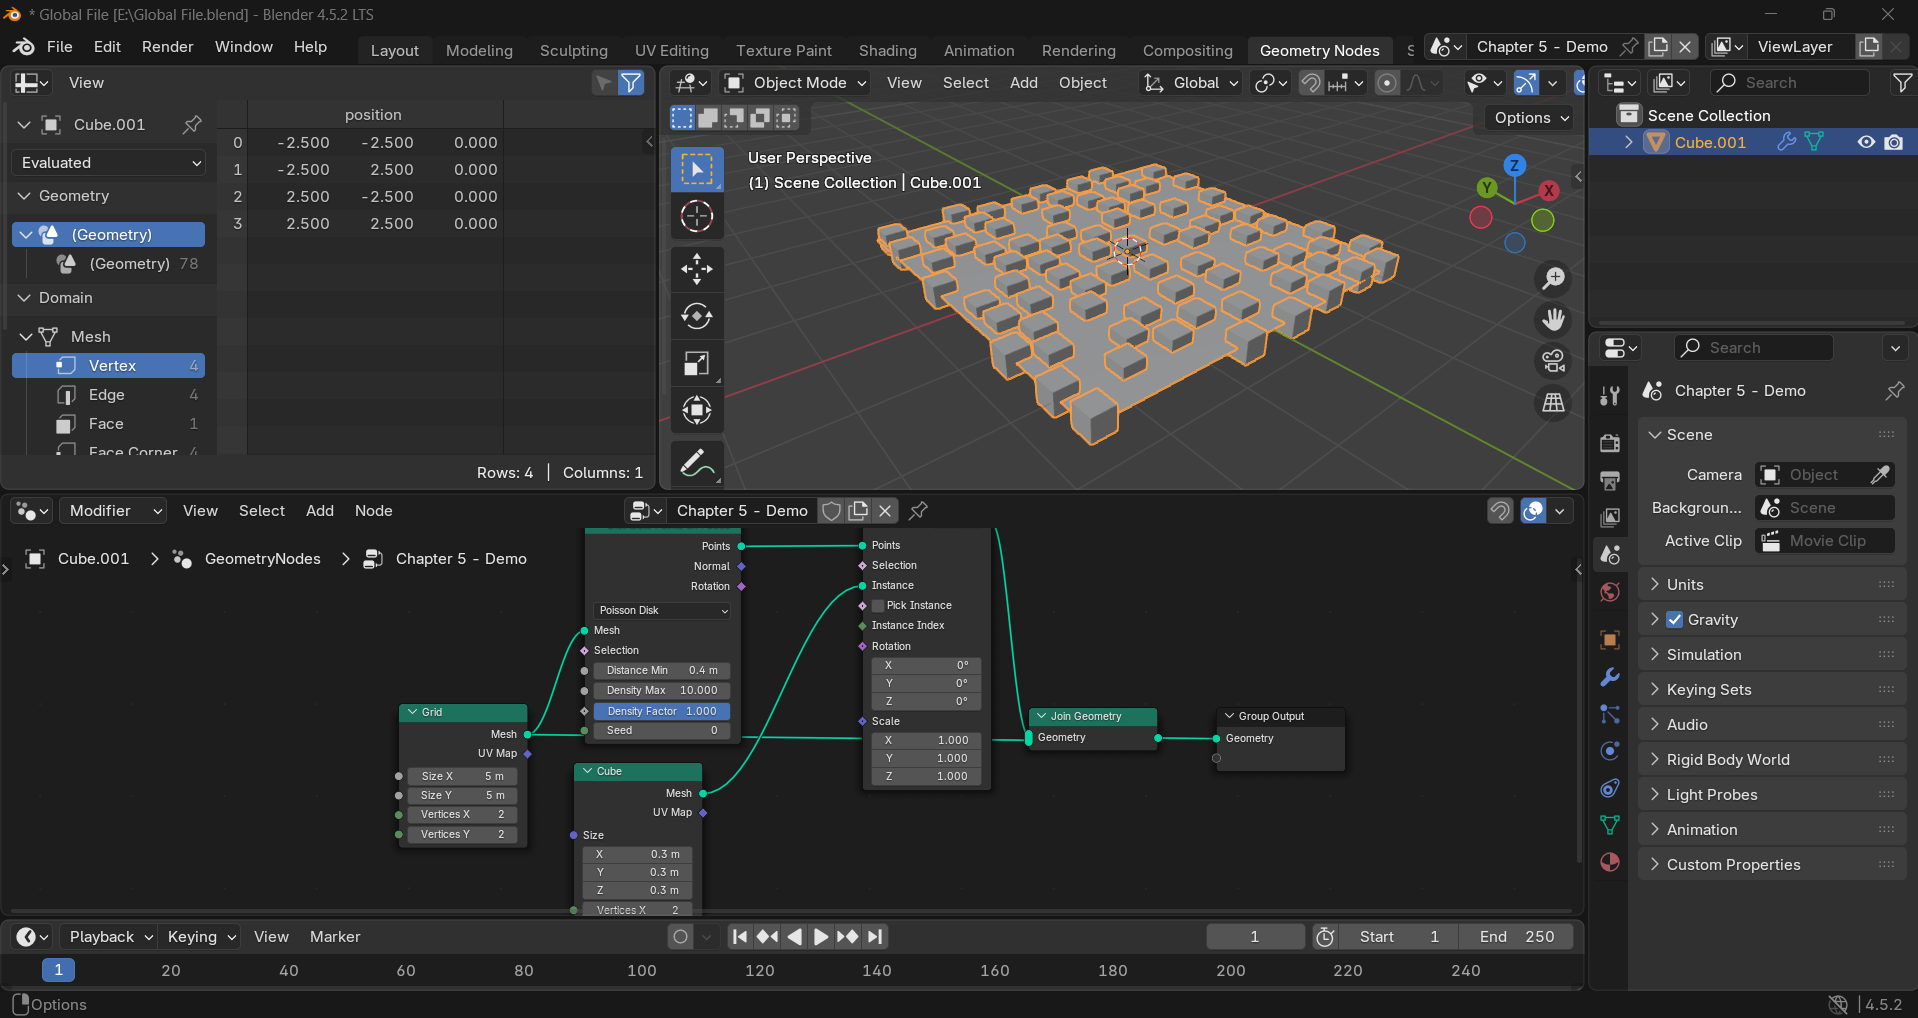 * Global File [E:\Global File.blend] - Blender 4.5.2 LTS
File Edit Render Window Help
Layout Modeling Sculpting UV Editing Texture Paint Shading Animation Rendering Compositing Geometry Nodes S
Chapter 5 - Demo
ViewLayer
View
Cube.001
Evaluated
Geometry
(Geometry)
(Geometry) 78
Domain
Mesh
Vertex 4
Edge 4
Face 1
Face Corner 4
position
0 -2.500 -2.500 0.000
1 -2.500 2.500 0.000
2 2.500 -2.500 0.000
3 2.500 2.500 0.000
Rows: 4 | Columns: 1
Object Mode View Select Add Object Global
Options
User Perspective
(1) Scene Collection | Cube.001
Z
Y
X
Search
Scene Collection
Cube.001
Search
Chapter 5 - Demo
Scene
Camera Object
Backgroun... Scene
Active Clip Movie Clip
Units
Gravity
Simulation
Keying Sets
Audio
Rigid Body World
Light Probes
Animation
Custom Properties
Modifier View Select Add Node
Chapter 5 - Demo
Cube.001 > GeometryNodes > Chapter 5 - Demo
Points
Normal
Rotation
Poisson Disk
Mesh
Selection
Distance Min 0.4 m
Density Max 10.000
Density Factor 1.000
Seed 0
Points
Selection
Instance
Pick Instance
Instance Index
Rotation
X 0°
Y 0°
Z 0°
Scale
X 1.000
Y 1.000
Z 1.000
Grid
Mesh
UV Map
Size X 5 m
Size Y 5 m
Vertices X 2
Vertices Y 2
Cube
Mesh
UV Map
Size
X 0.3 m
Y 0.3 m
Z 0.3 m
Vertices X 2
Join Geometry
Geometry
Group Output
Geometry
Playback Keying View Marker
1
Start 1
End 250
1 20 40 60 80 100 120 140 160 180 200 220 240
Options
4.5.2